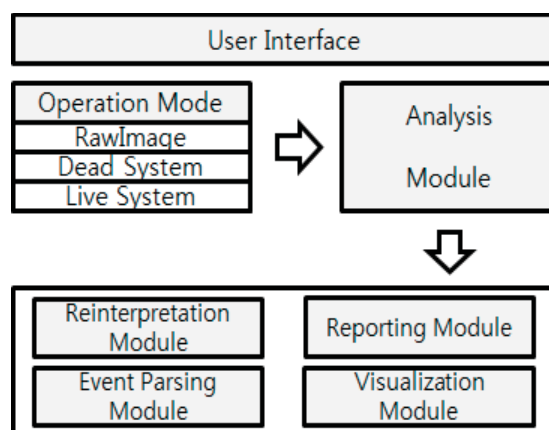 User Interface
Operation Mode
RawImage
Dead System
Live System
Analysis
Module
Reinterpretation
Module
Reporting Module
Event Parsing
Module
Visualization
Module